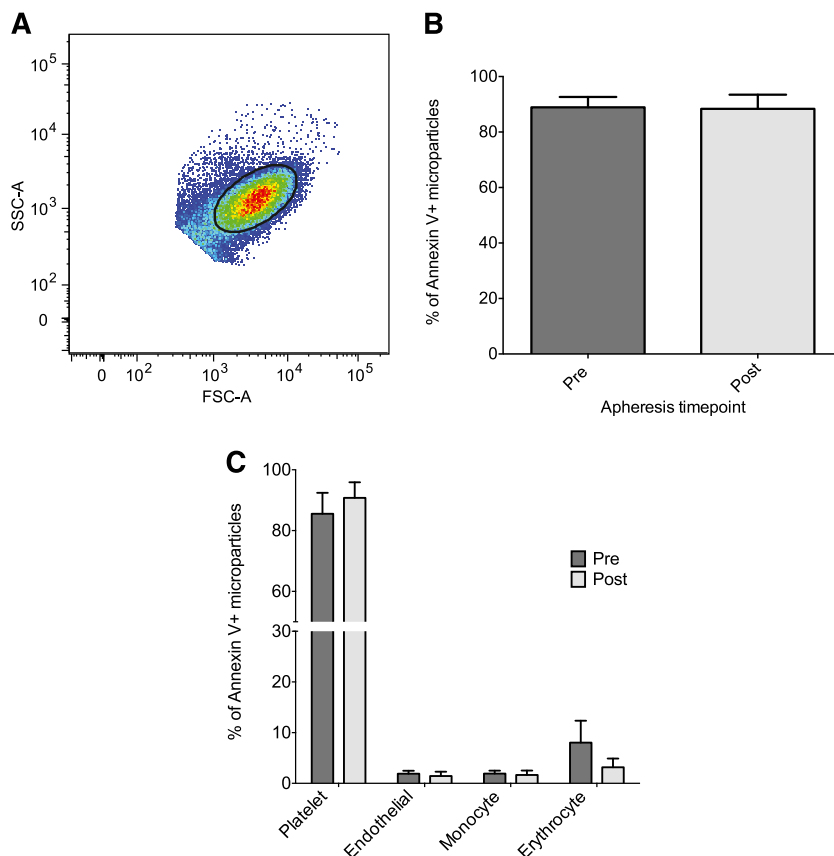 A
SSC-A
10⁵
10⁴
10³
10²
0
0 10² 10³ 10⁴ 10⁵
FSC-A
B
% of Annexin V+ microparticles
100
80
60
40
20
0
Pre Post
Apheresis timepoint
C
% of Annexin V+ microparticles
100
80
60
30
20
10
0
Pre
Post
Platelet Endothelial Monocyte Erythrocyte